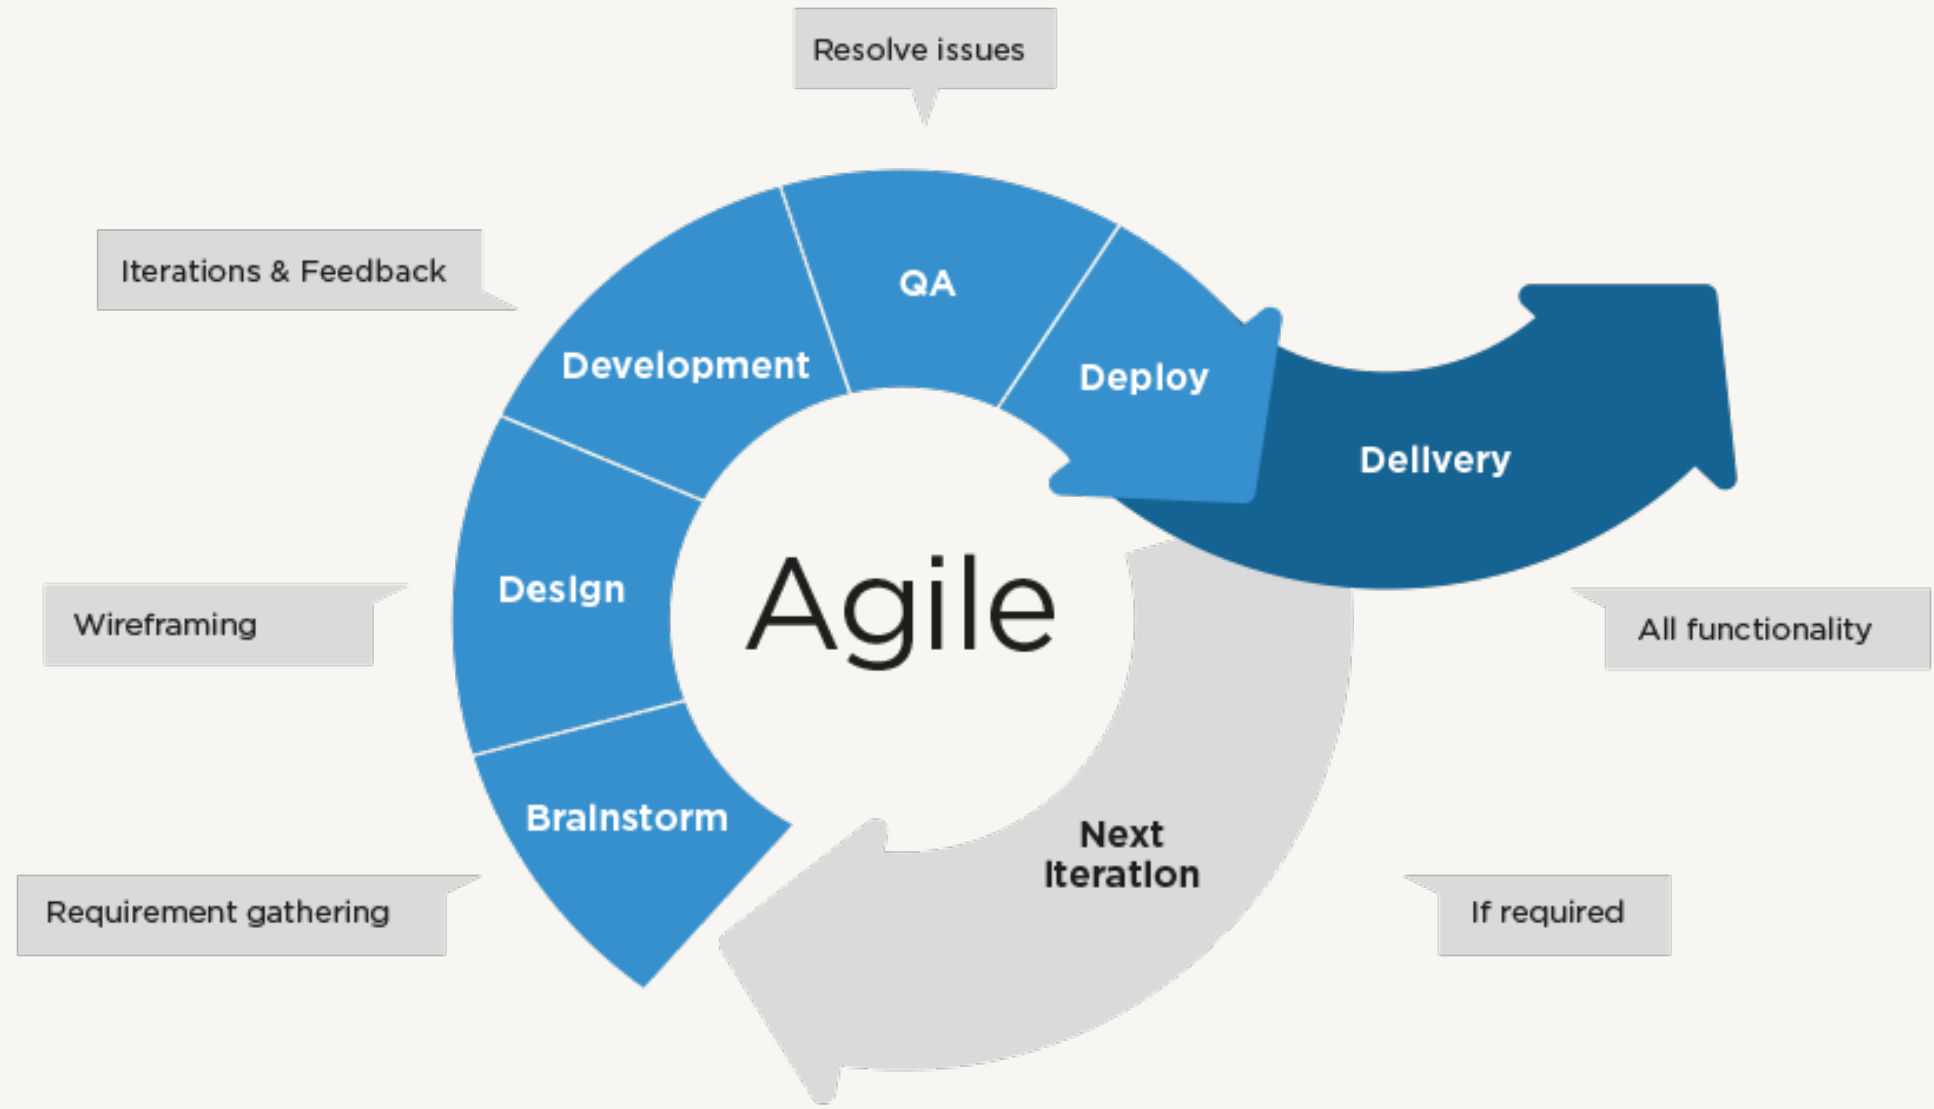 Resolve issues
Iterations & Feedback
QA
Development
Deploy
Delivery
Design
Agile
Wireframing
All functionality
Brainstorm
Next
Iteration
Requirement gathering
If required